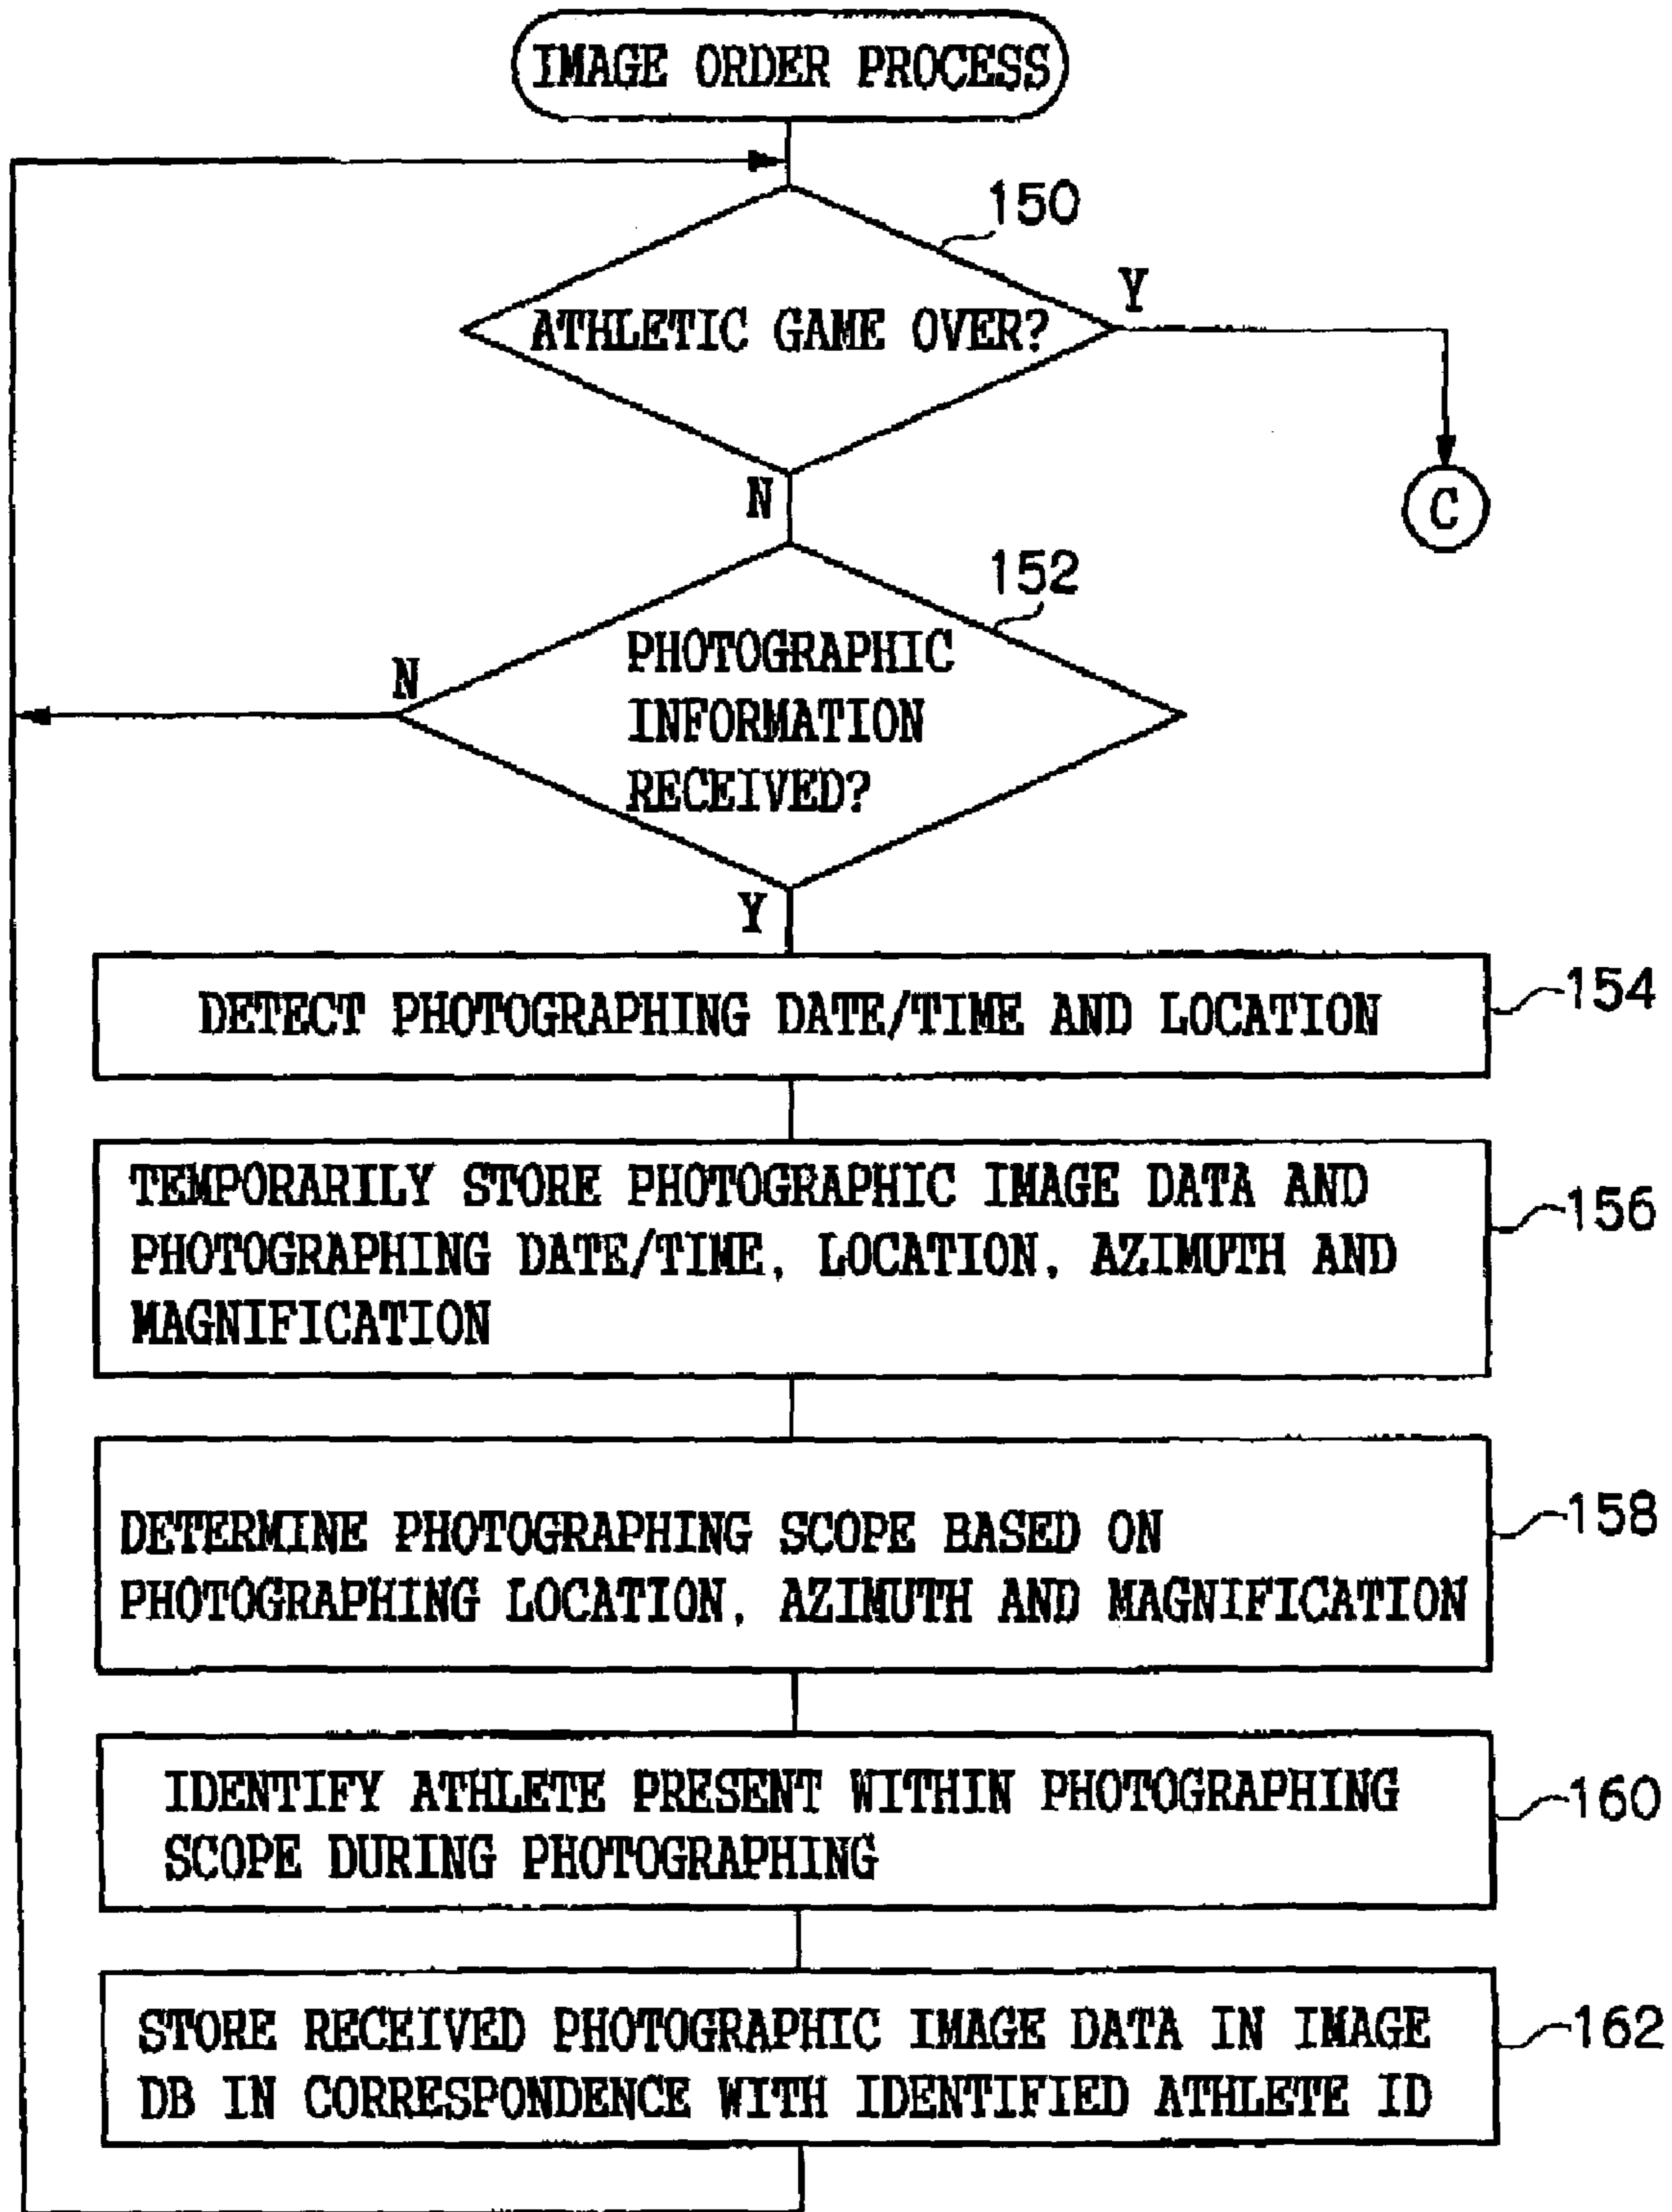 IMAGE ORDER PROCESS
150
ATHLETIC GAME OVER?
Y
N
C
152
PHOTOGRAPHIC
INFORMATION
RECEIVED?
N
Y
DETECT PHOTOGRAPHING DATE/TIME AND LOCATION
154
TEMPORARILY STORE PHOTOGRAPHIC IMAGE DATA AND
PHOTOGRAPHING DATE/TIME, LOCATION, AZIMUTH AND
MAGNIFICATION
156
DETERMINE PHOTOGRAPHING SCOPE BASED ON
PHOTOGRAPHING LOCATION, AZIMUTH AND MAGNIFICATION
158
IDENTIFY ATHLETE PRESENT WITHIN PHOTOGRAPHING
SCOPE DURING PHOTOGRAPHING
160
STORE RECEIVED PHOTOGRAPHIC IMAGE DATA IN IMAGE
DB IN CORRESPONDENCE WITH IDENTIFIED ATHLETE ID
162